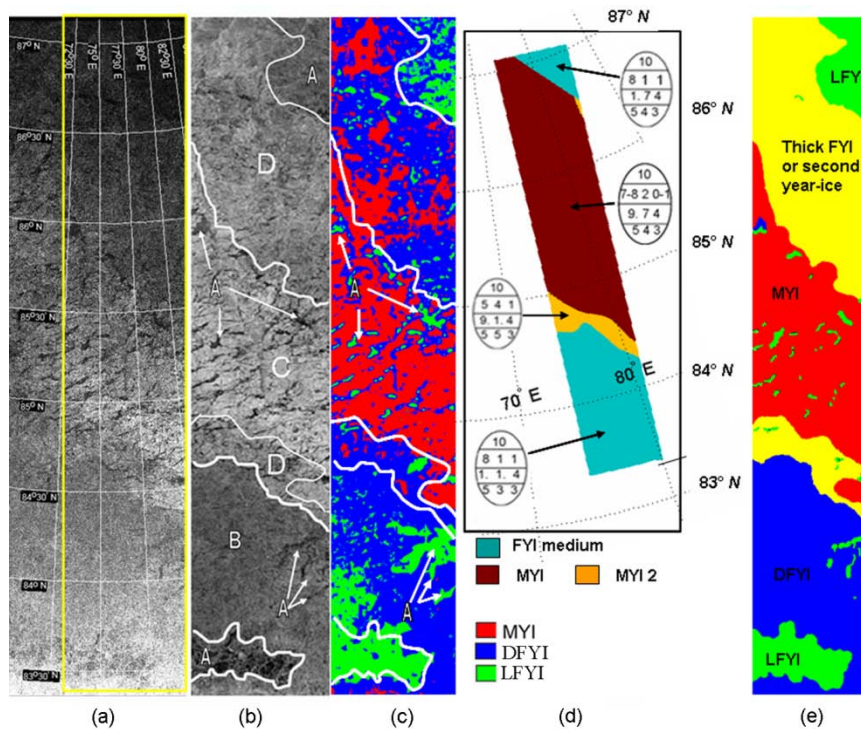 72°30' E
75° E
77°30 E
80° E
82°30 E
87° N
86°30' N
86° N
85°30' N
85° N
84°30' N
84° N
83°30' N
(a)
A
D
A
C
D
B
A
A
(b)
A
A
(c)
87° N
86° N
85° N
84° N
83° N
70° E
80° E
10
8 1 1
1. 7 4
5 4 3
10
7-8 2 0-1
9. 7 4
5 4 3
10
5 4 1
9. 1. 4
5 5 3
10
8 1 1
1. 1. 4
5 3 3
FYI medium
MYI
MYI 2
MYI
DFYI
LFYI
(d)
LFY
Thick FYI
or second
year-ice
MYI
DFYI
LFYI
(e)